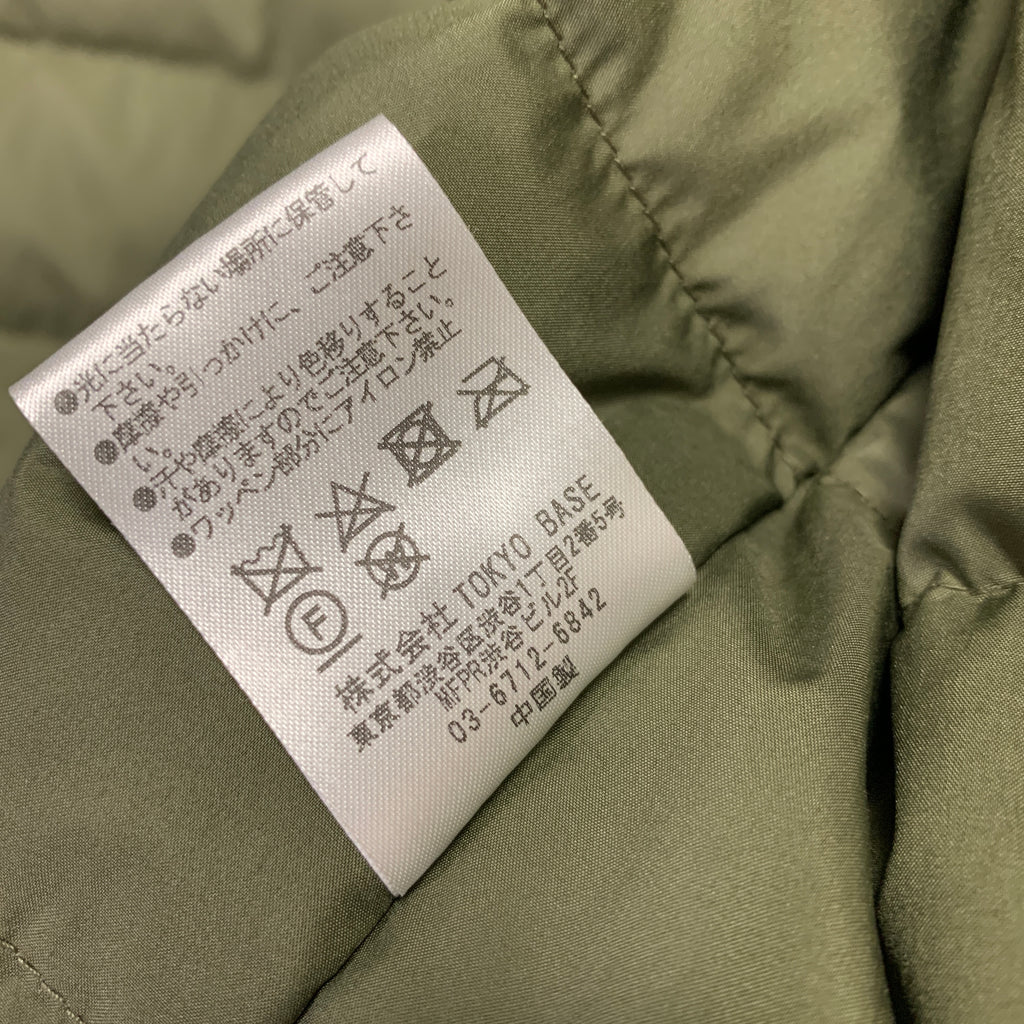 ●光に当たらない場所に保管して
下さい。
●摩擦や引っかけに、ご注意下さ
い。
●汗や摩擦により色移りすること
がありますのでご注意下さい。
●ワッペン部分にアイロン禁止
F
W
株式会社 TOKYO BASE
東京都渋谷区渋谷1丁目2番5号
MFPR渋谷ビル2F
03-6712-6842
中国製